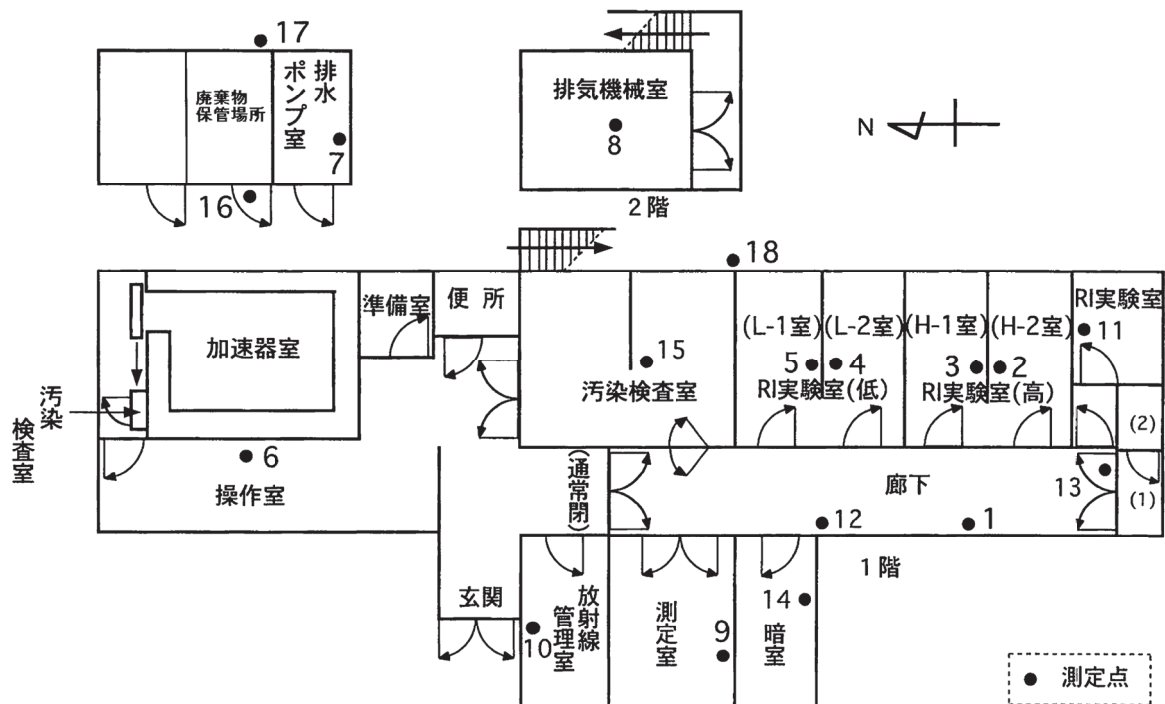 17
排水
ポンプ室
廃棄物
保管場所
7
16
排気機械室
8
2階
N
18
加速器室
準備室
便所
汚染
検査室
6
操作室
15
汚染検査室
(L-1室)
(L-2室)
(H-1室)
(H-2室)
5
4
3
2
RI実験室(低)
RI実験室(高)
RI実験室
11
(2)
(1)
13
廊下
12
1
1階
(通常閉)
玄関
10
放射線
管理室
測定室
9
14
暗室
測定点